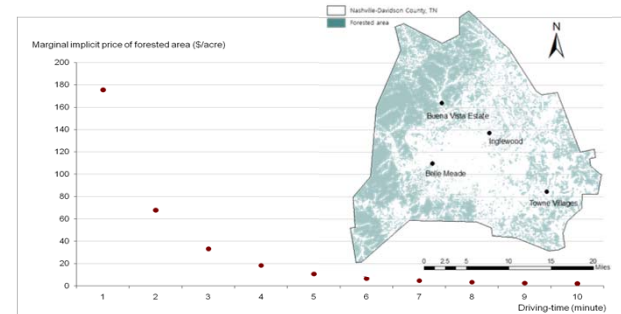 Nashville-Davidson County, TN
Forested area
N
Marginal implicit price of forested area ($/acre)
200
180
160
140
120
100
80
60
40
20
0
Buena Vista Estate
Inglewood
Belle Meade
Towne Villages
0 2.5 5 10 15 20
Miles
1 2 3 4 5 6 7 8 9 10
Driving-time (minute)